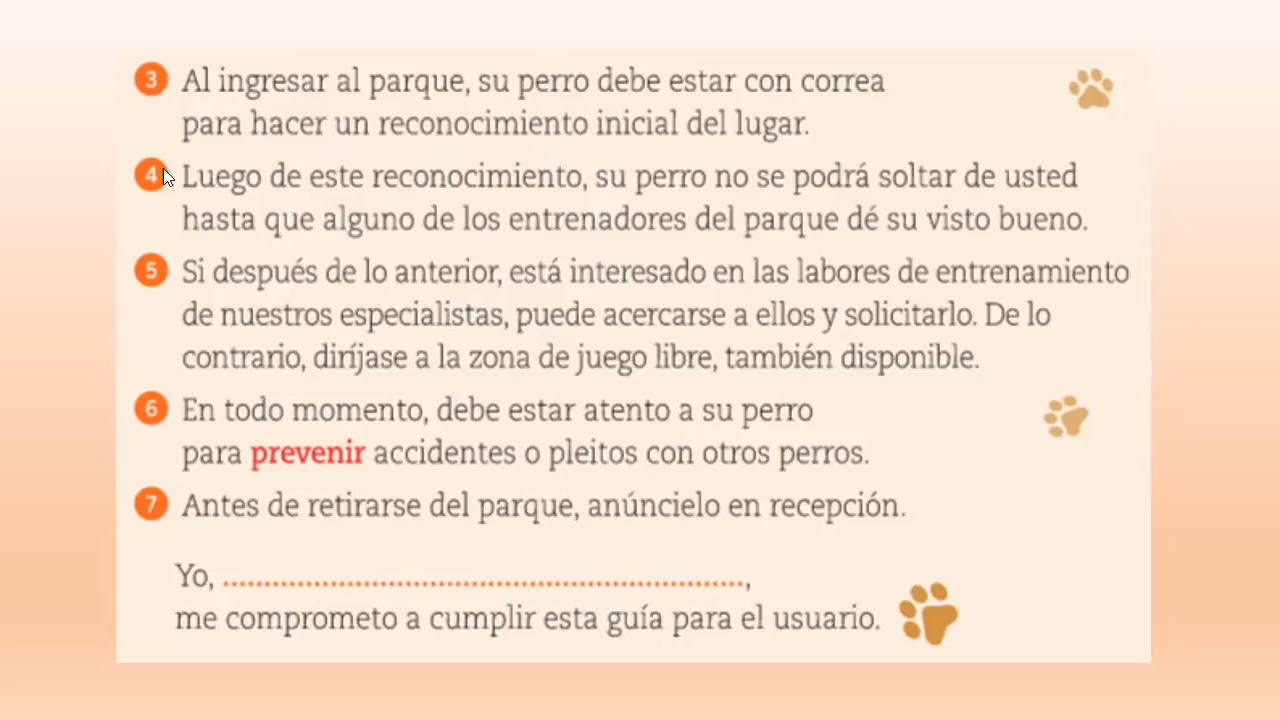 3 Al ingresar al parque, su perro debe estar con correa
para hacer un reconocimiento inicial del lugar.
4 Luego de este reconocimiento, su perro no se podrá soltar de usted
hasta que alguno de los entrenadores del parque dé su visto bueno.
5 Si después de lo anterior, está interesado en las labores de entrenamiento
de nuestros especialistas, puede acercarse a ellos y solicitarlo. De lo
contrario, diríjase a la zona de juego libre, también disponible.
6 En todo momento, debe estar atento a su perro
para prevenir accidentes o pleitos con otros perros.
7 Antes de retirarse del parque, anúncielo en recepción.
Yo, ...............................................................,
me comprometo a cumplir esta guía para el usuario.